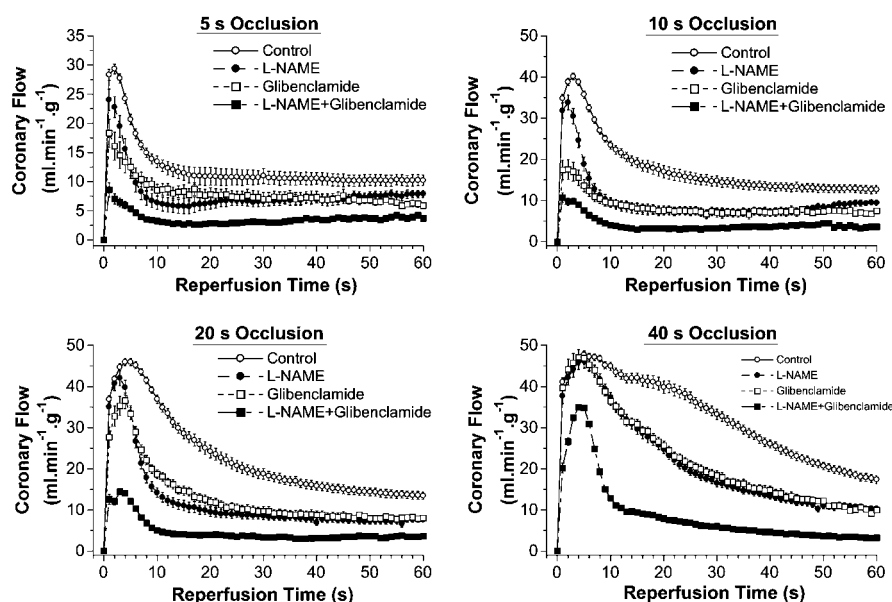 5 s Occlusion
Control
L-NAME
Glibenclamide
L-NAME+Glibenclamide
Coronary Flow
(ml.min⁻¹.g⁻¹)
35
30
25
20
15
10
5
0
0 10 20 30 40 50 60
Reperfusion Time (s)
10 s Occlusion
Control
L-NAME
Glibenclamide
L-NAME+Glibenclamide
Coronary Flow
(ml.min⁻¹.g⁻¹)
50
40
30
20
10
0
0 10 20 30 40 50 60
Reperfusion Time (s)
20 s Occlusion
Control
L-NAME
Glibenclamide
L-NAME+Glibenclamide
Coronary Flow
(ml.min⁻¹.g⁻¹)
50
40
30
20
10
0
0 10 20 30 40 50 60
Reperfusion Time (s)
40 s Occlusion
Control
L-NAME
Glibenclamide
L-NAME+Glibenclamide
Coronary Flow
(ml.min⁻¹.g⁻¹)
50
40
30
20
10
0
0 10 20 30 40 50 60
Reperfusion Time (s)